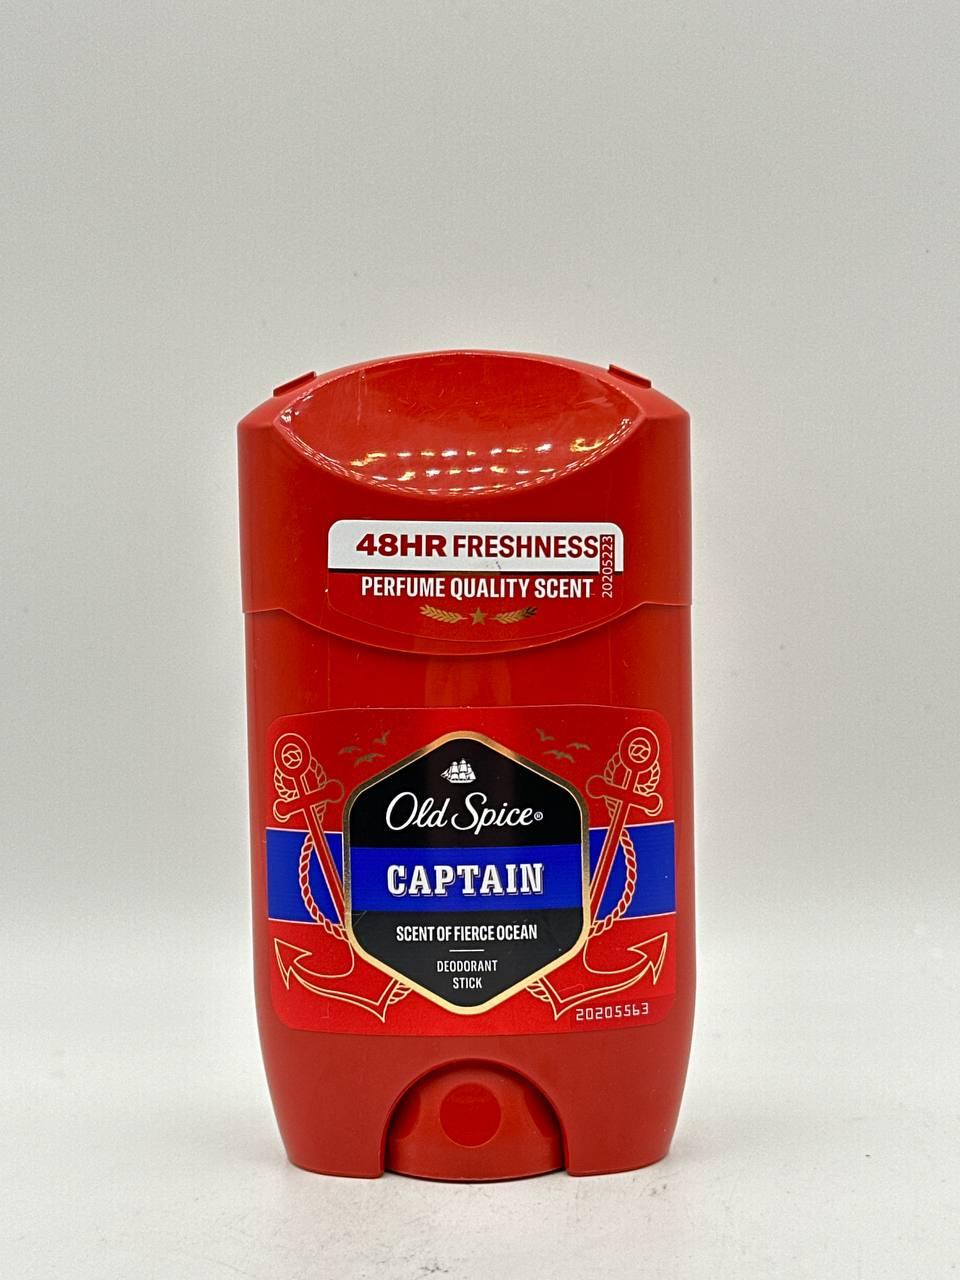 48HR FRESHNESS
20205223
PERFUME QUALITY SCENT
Old Spice®
CAPTAIN
SCENT OF FIERCE OCEAN
DEODORANT
STICK
20205563